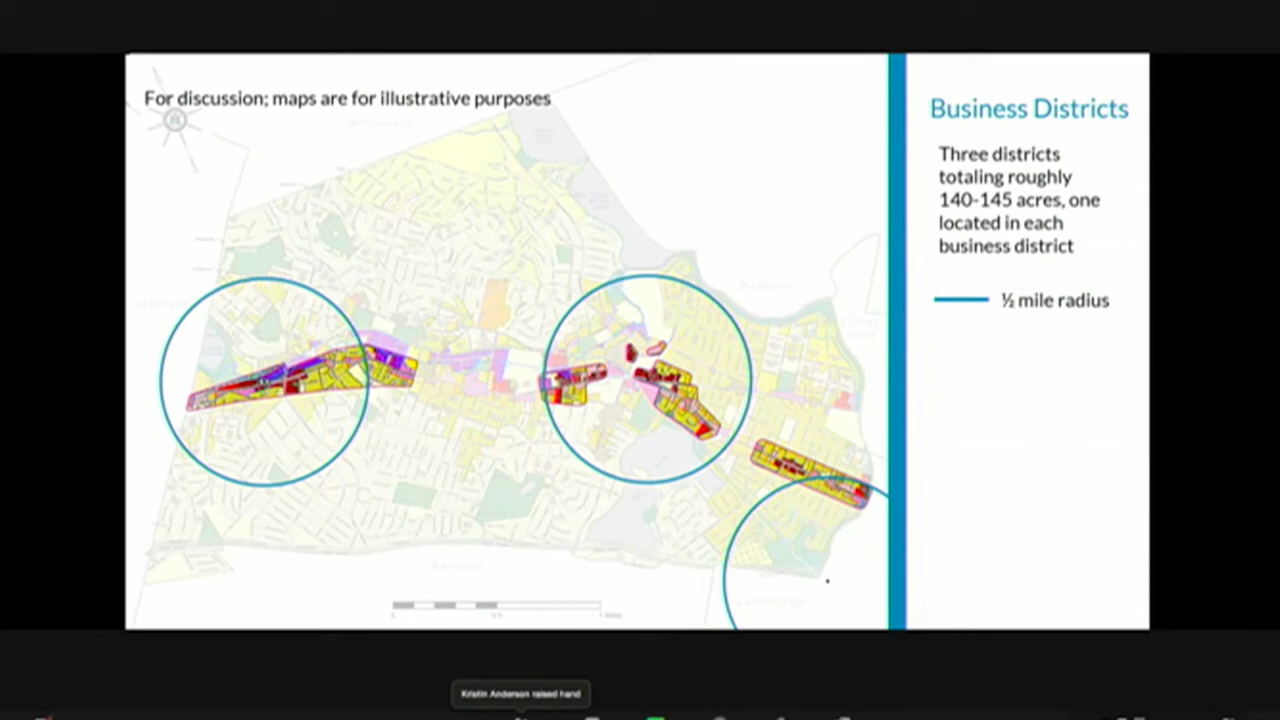 For discussion; maps are for illustrative purposes
Business Districts
Three districts
totaling roughly
140-145 acres, one
located in each
business district
½ mile radius
Kristin Anderson raised hand